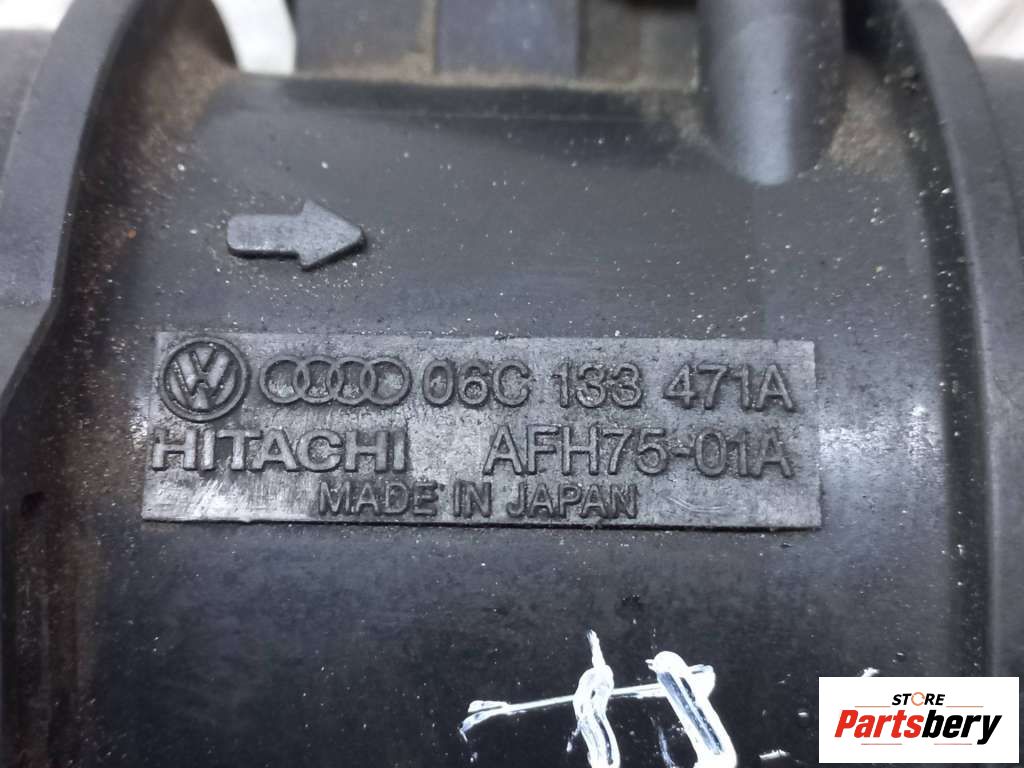 06C 133 471A
HITACHI AFH75-01A
MADE IN JAPAN
STORE
Partsbery